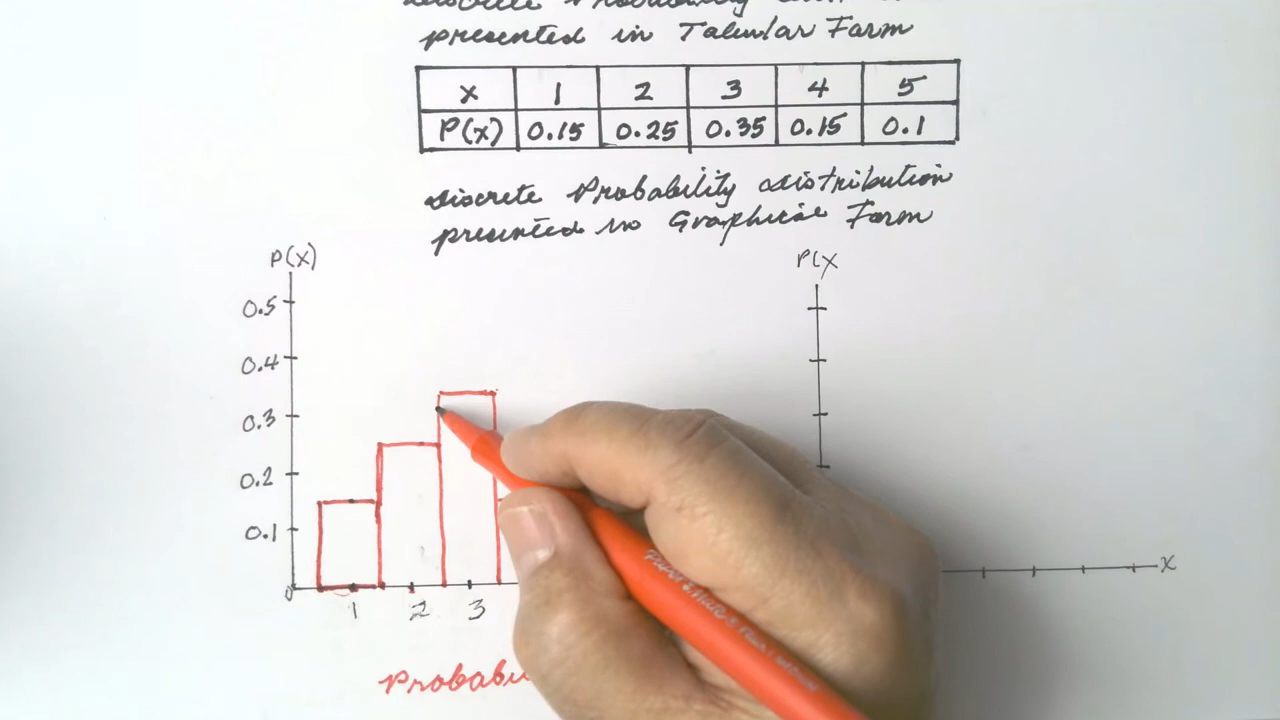 presented in Tabular Form
x 1 2 3 4 5
P(x) 0.15 0.25 0.35 0.15 0.1
Discrete Probability Distribution
presented in Graphical Form
P(x)
0.5
0.4
0.3
0.2
0.1
0
1 2 3
P(x
x